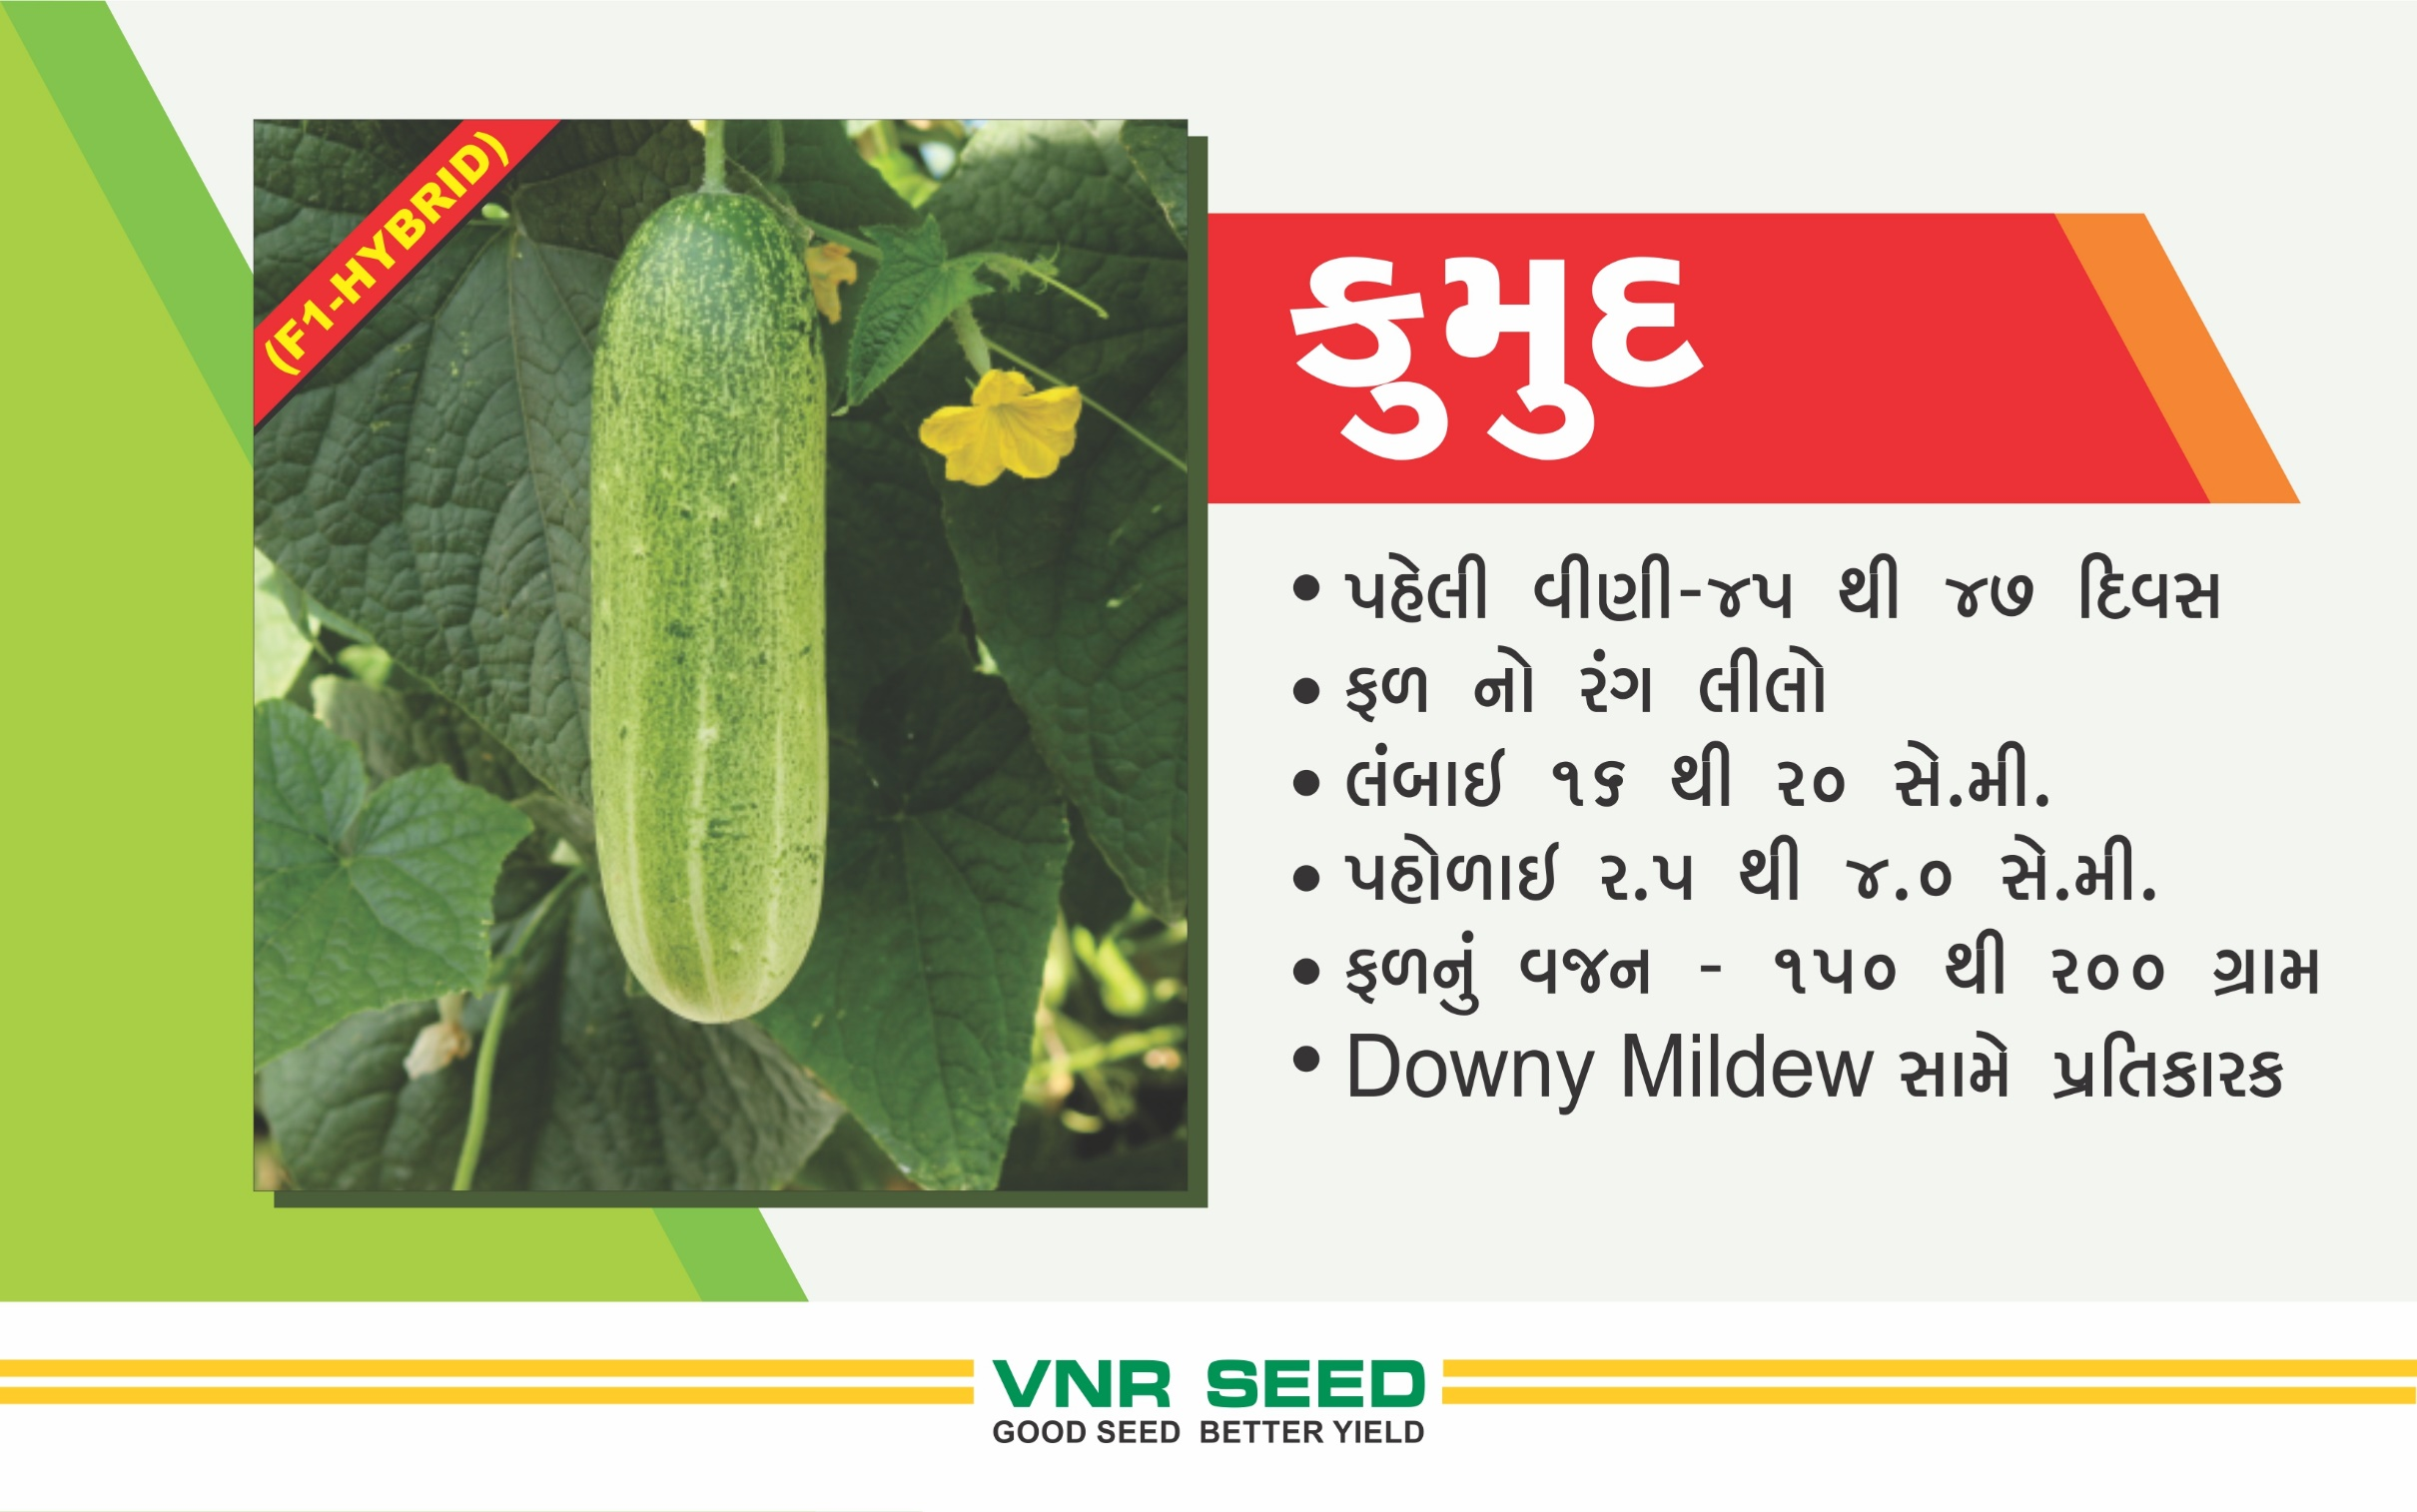 (F1-HYBRID)
કુમુદ
• પહેલી વીણી-૪૫ થી ૪૭ દિવસ
• ફળ નો રંગ લીલો
• લંબાઈ ૧૬ થી ૨૦ સે.મી.
• પહોળાઈ ૨.૫ થી ૪.૦ સે.મી.
• ફળનું વજન - ૧૫૦ થી ૨૦૦ ગ્રામ
• Downy Mildew સામે પ્રતિકારક
VNR SEED
GOOD SEED BETTER YIELD